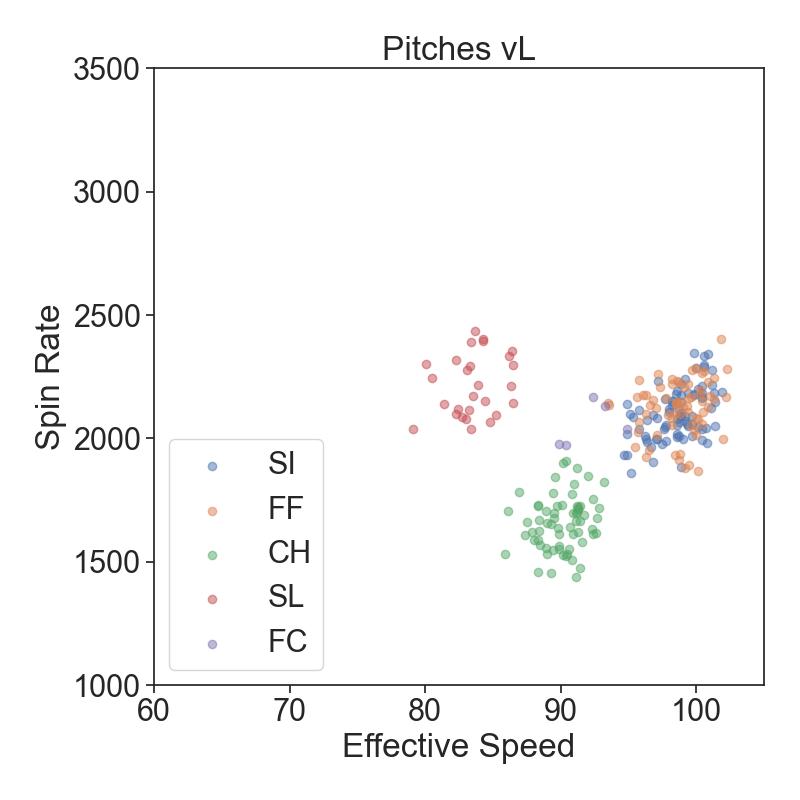 Pitches vL
3500
3000
2500
2000
1500
1000
Spin Rate
SI
FF
CH
SL
FC
60 70 80 90 100
Effective Speed